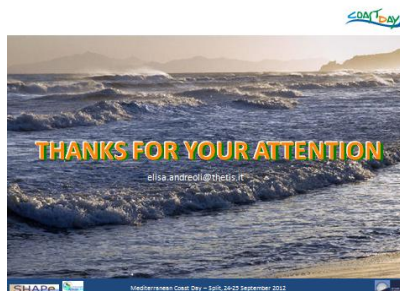 COAST DAY
THANKS FOR YOUR ATTENTION
elisa.andreoli@thetis.it
SHAPE
Mediterranean Coast Day – Split, 24-25 September 2012